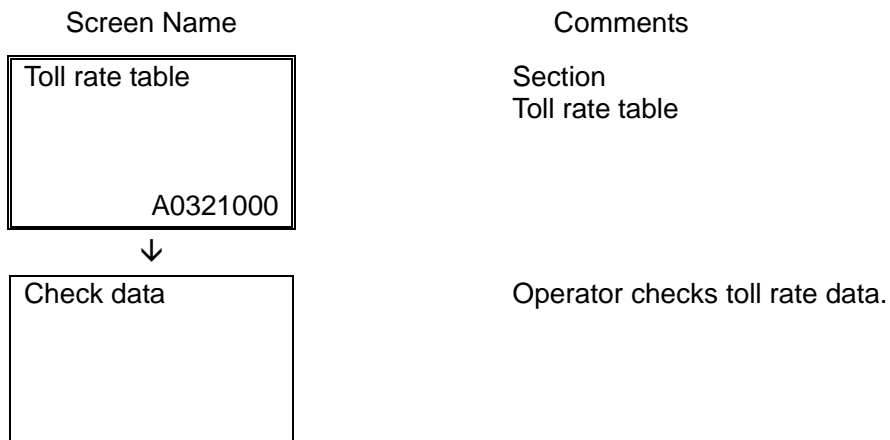 Screen Name Comments
Toll rate table Section
Toll rate table
A0321000
↓
Check data Operator checks toll rate data.